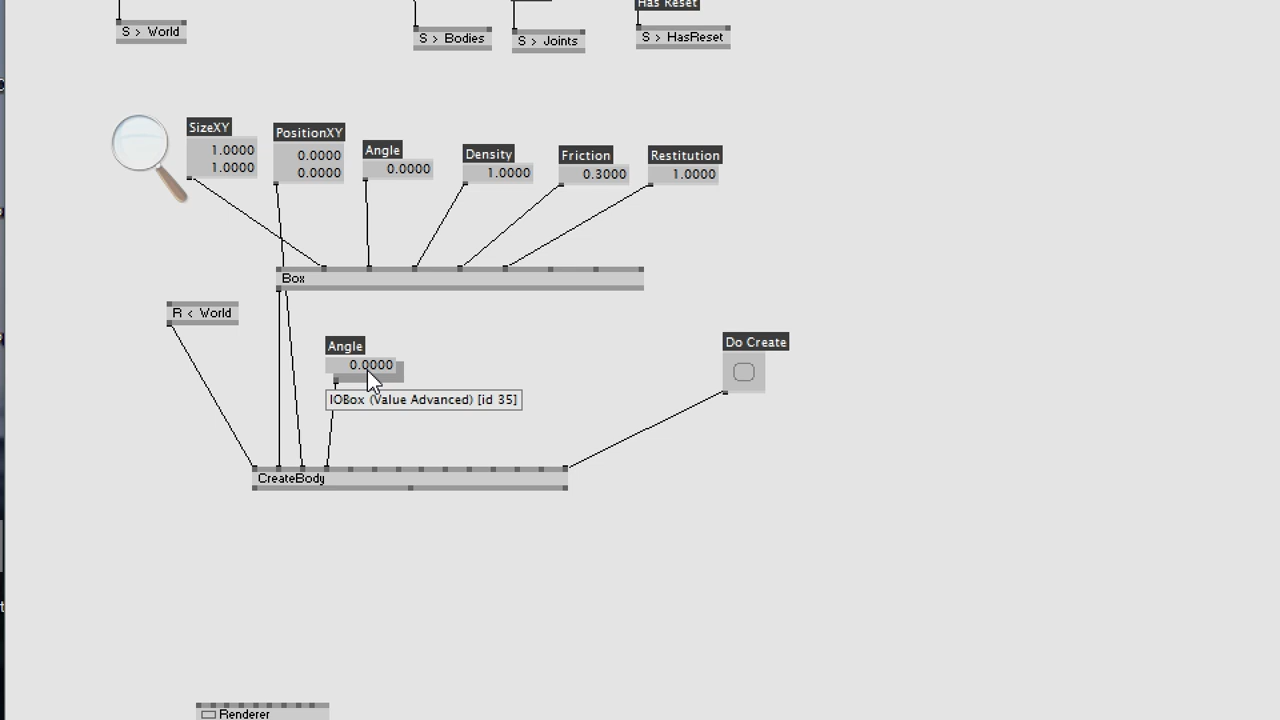 Has Reset
S > World
S > Bodies
S > Joints
S > HasReset
SizeXY
PositionXY
Angle
Density
Friction
Restitution
1.0000
1.0000
0.0000
0.0000
0.0000
1.0000
0.3000
1.0000
Box
R < World
Angle
0.0000
Do Create
IOBox (Value Advanced) [id 35]
CreateBody
Renderer